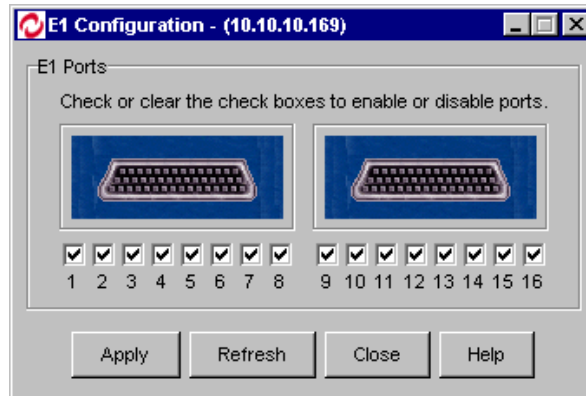 E1 Configuration - (10.10.10.169)
E1 Ports
Check or clear the check boxes to enable or disable ports.
1 2 3 4 5 6 7 8 9 10 11 12 13 14 15 16
Apply Refresh Close Help